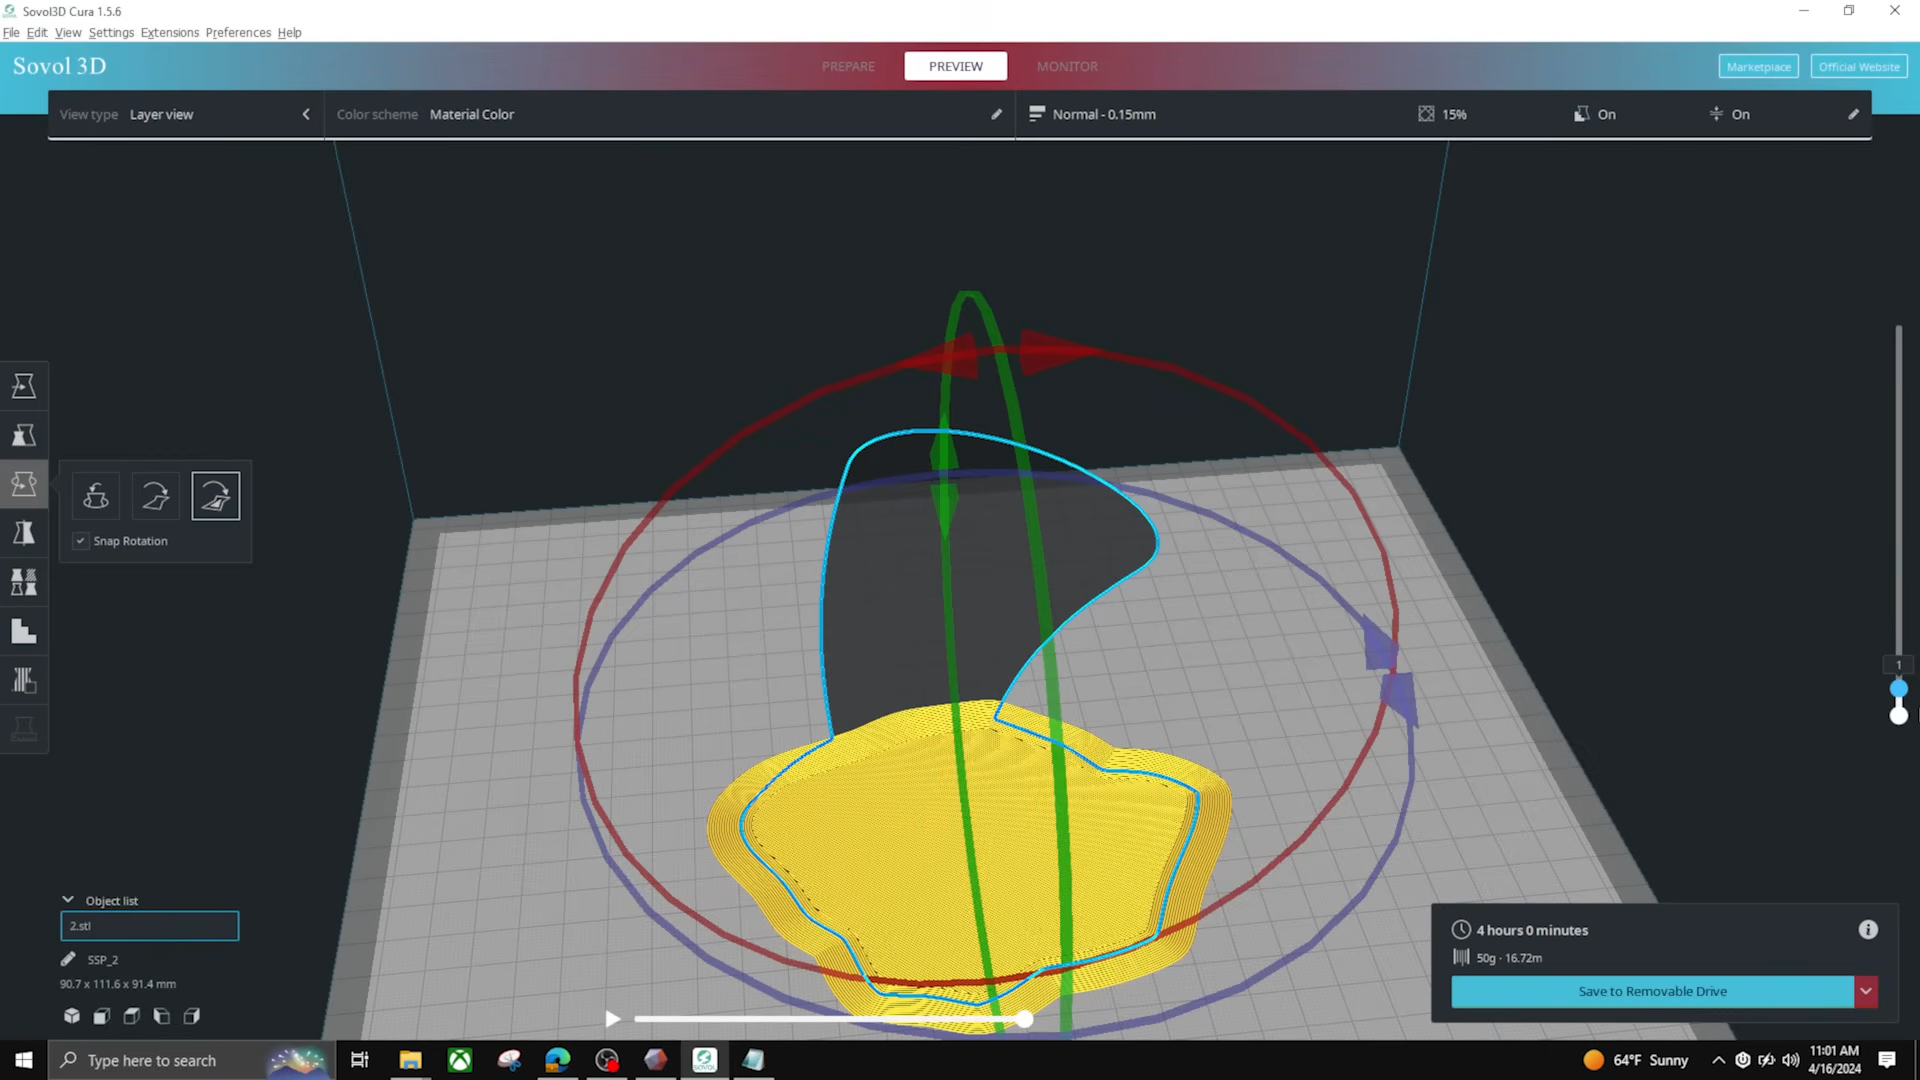 Sovol3D Cura 1.5.6
File Edit View Settings Extensions Preferences Help
Sovol 3D
PREPARE
PREVIEW
MONITOR
Marketplace
Official Website
View type Layer view
Color scheme Material Color
Normal - 0.15mm
15%
On
On
Snap Rotation
1
Object list
2.stl
SSP_2
90.7 x 111.6 x 91.4 mm
4 hours 0 minutes
50g · 16.72m
Save to Removable Drive
Type here to search
SOVOL
64°F Sunny
11:01 AM
4/16/2024